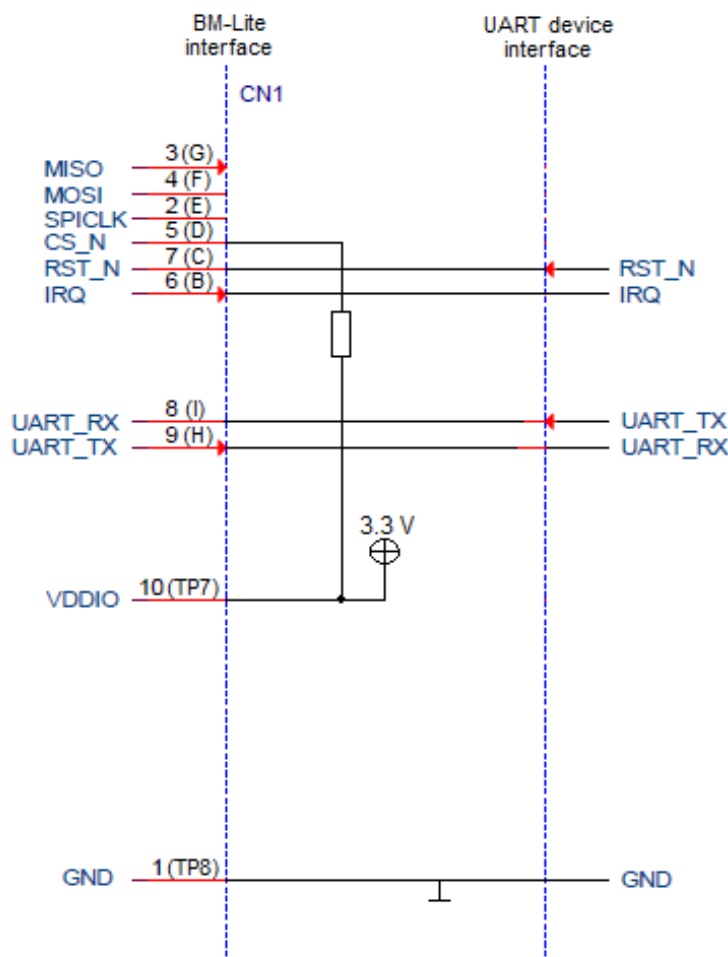 BM-Lite
interface
UART device
interface
CN1
MISO 3 (G)
MOSI 4 (F)
SPICLK 2 (E)
CS_N 5 (D)
RST_N 7 (C) RST_N
IRQ 6 (B) IRQ
UART_RX 8 (I) UART_TX
UART_TX 9 (H) UART_RX
3.3 V
VDDIO 10 (TP7)
GND 1 (TP8) GND